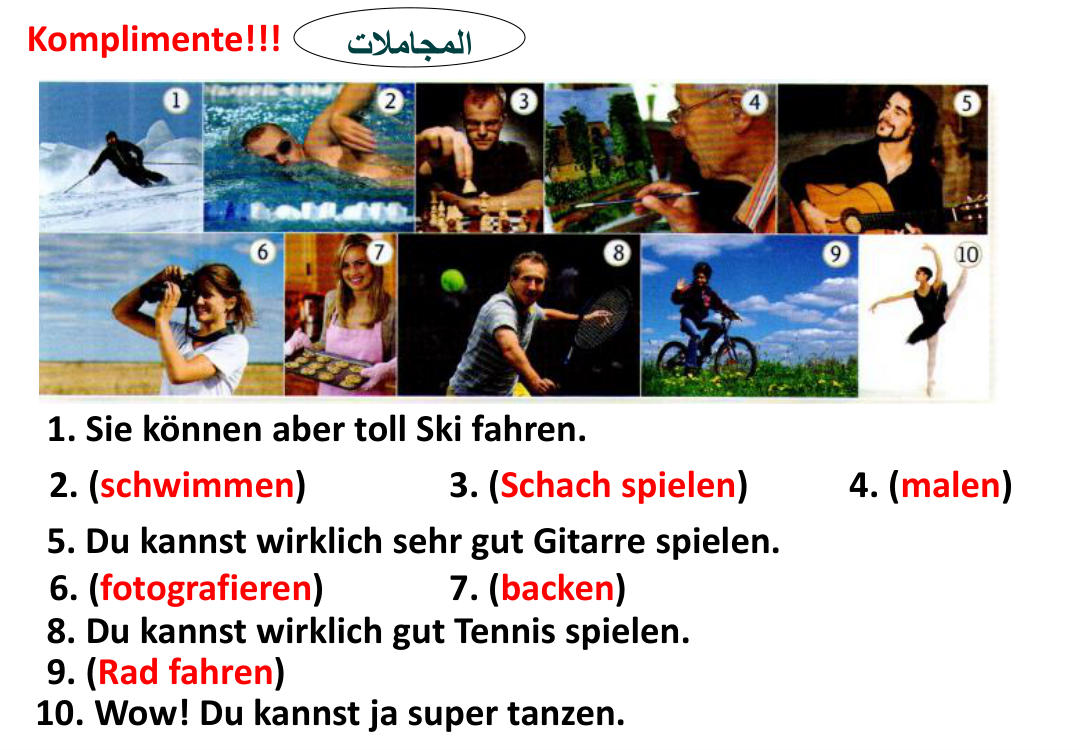 Komplimente!!! المجاملات
1 2 3 4 5
6 7 8 9 10
1. Sie können aber toll Ski fahren.
2. (schwimmen) 3. (Schach spielen) 4. (malen)
5. Du kannst wirklich sehr gut Gitarre spielen.
6. (fotografieren) 7. (backen)
8. Du kannst wirklich gut Tennis spielen.
9. (Rad fahren)
10. Wow! Du kannst ja super tanzen.